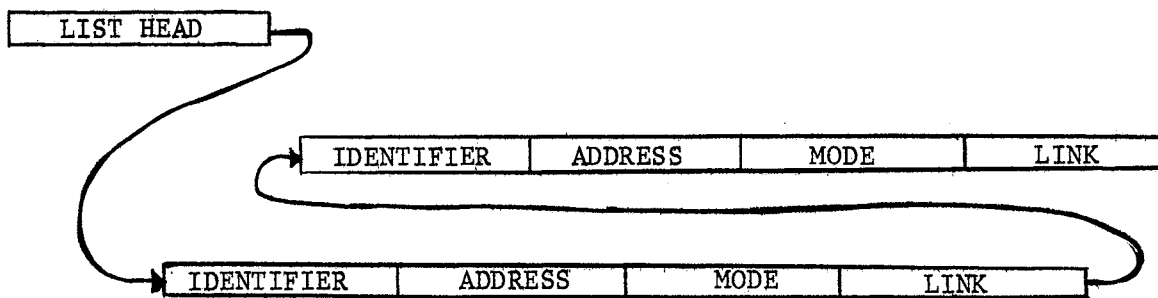 LIST HEAD
IDENTIFIER ADDRESS MODE LINK
IDENTIFIER ADDRESS MODE LINK